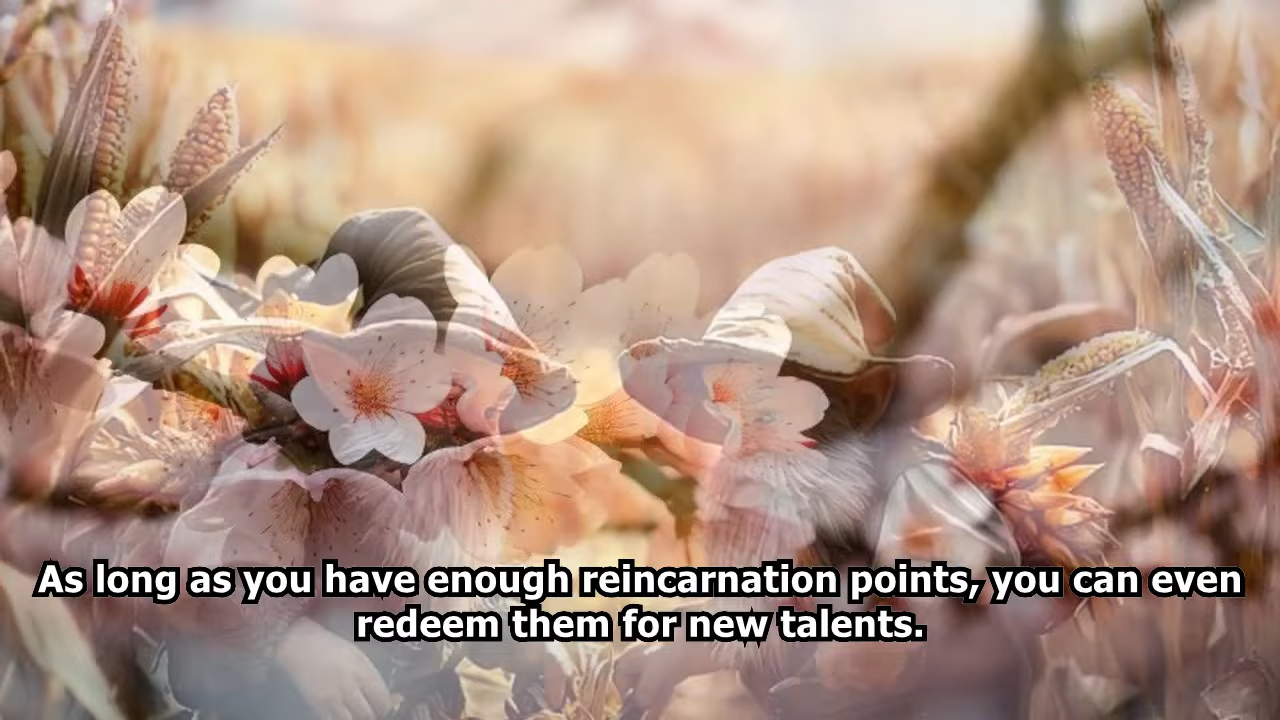 As long as you have enough reincarnation points, you can even
redeem them for new talents.